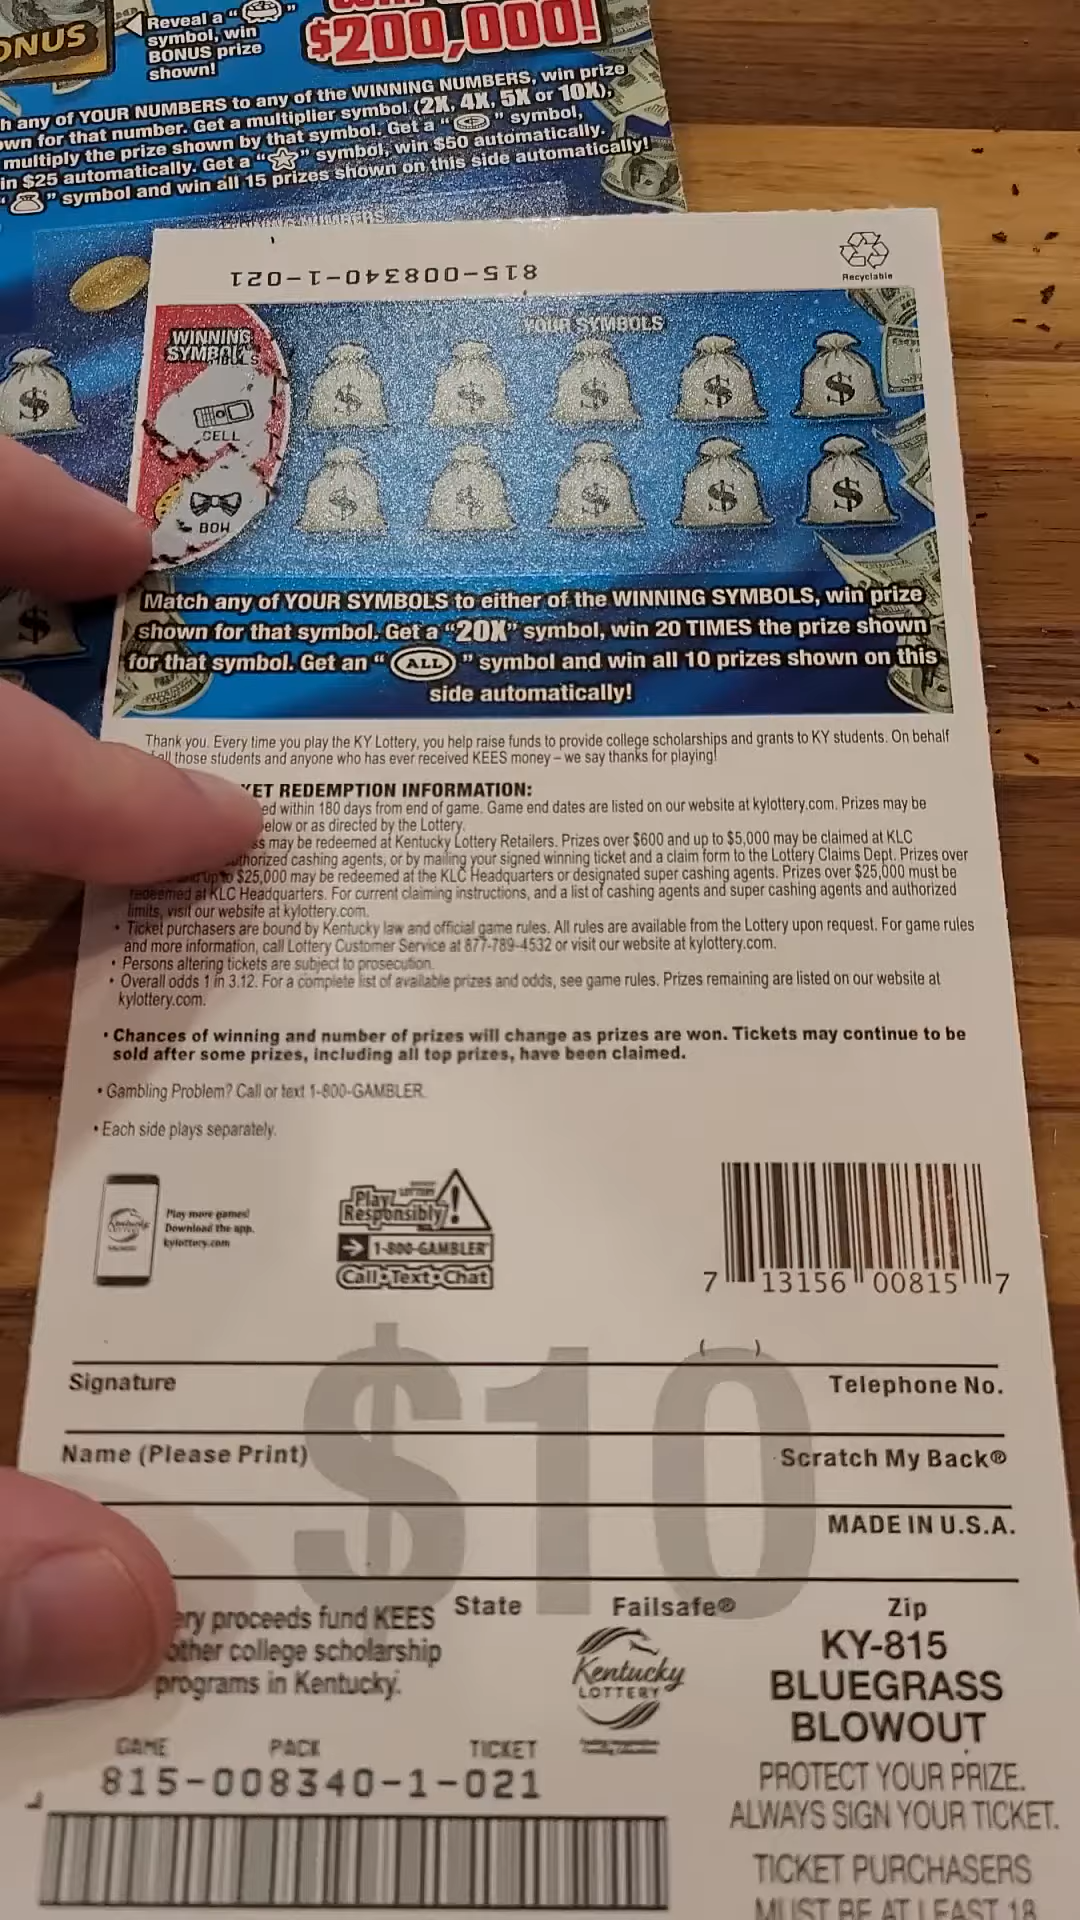 ONUS
Reveal a " "
symbol, win
BONUS prize
shown!
$200,000!
h any of YOUR NUMBERS to any of the WINNING NUMBERS, win prize
own for that number. Get a multiplier symbol (2X, 4X, 5X or 10X),
multiply the prize shown by that symbol. Get a " " symbol,
in $25 automatically. Get a " " symbol, win $50 automatically.
" " symbol and win all 15 prizes shown on this side automatically!
815-008340-1-021
Recyclable
WINNING
SYMBOLS
YOUR SYMBOLS
CELL
BOW
Match any of YOUR SYMBOLS to either of the WINNING SYMBOLS, win prize
shown for that symbol. Get a "20X" symbol, win 20 TIMES the prize shown
for that symbol. Get an "ALL" symbol and win all 10 prizes shown on this
side automatically!
Thank you. Every time you play the KY Lottery, you help raise funds to provide college scholarships and grants to KY students. On behalf
all those students and anyone who has ever received KEES money – we say thanks for playing!
KET REDEMPTION INFORMATION:
ed within 180 days from end of game. Game end dates are listed on our website at kylottery.com. Prizes may be
below or as directed by the Lottery.
ss may be redeemed at Kentucky Lottery Retailers. Prizes over $600 and up to $5,000 may be claimed at KLC
authorized cashing agents, or by mailing your signed winning ticket and a claim form to the Lottery Claims Dept. Prizes over
and up to $25,000 may be redeemed at the KLC Headquarters or designated super cashing agents. Prizes over $25,000 must be
redeemed at KLC Headquarters. For current claiming instructions, and a list of cashing agents and super cashing agents and authorized
limits, visit our website at kylottery.com.
• Ticket purchasers are bound by Kentucky law and official game rules. All rules are available from the Lottery upon request. For game rules
and more information, call Lottery Customer Service at 877-789-4532 or visit our website at kylottery.com.
• Persons altering tickets are subject to prosecution.
• Overall odds 1 in 3.12. For a complete list of available prizes and odds, see game rules. Prizes remaining are listed on our website at
kylottery.com.
• Chances of winning and number of prizes will change as prizes are won. Tickets may continue to be
sold after some prizes, including all top prizes, have been claimed.
• Gambling Problem? Call or text 1-800-GAMBLER.
• Each side plays separately.
Play more games!
Download the app.
kylottery.com
Play
Responsibly!
1-800-GAMBLER
Call•Text•Chat
7 13156 00815 7
$10
( )
Signature
Telephone No.
Name (Please Print)
Scratch My Back®
MADE IN U.S.A.
State
Failsafe®
Zip
ery proceeds fund KEES
other college scholarship
programs in Kentucky.
Kentucky
LOTTERY
KY-815
BLUEGRASS
BLOWOUT
GAME PACK TICKET
815-008340-1-021
PROTECT YOUR PRIZE.
ALWAYS SIGN YOUR TICKET.
TICKET PURCHASERS
MUST BE AT LEAST 18